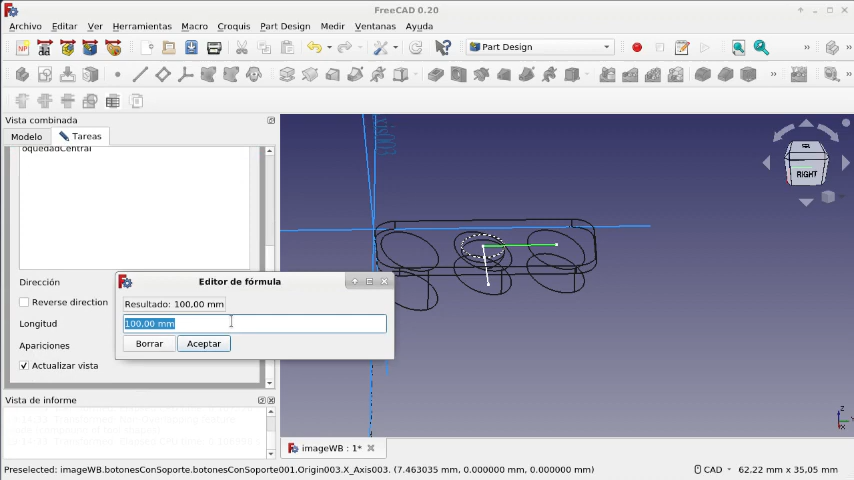 FreeCAD 0.20
Archivo Editar Ver Herramientas Macro Croquis Part Design Medir Ventanas Ayuda
Part Design
Vista combinada
Modelo Tareas
oquedadCentral
RIGHT
Dirección
Reverse direction
Longitud
Apariciones
Actualizar vista
Editor de fórmula
Resultado: 100,00 mm
100,00 mm
Borrar Aceptar
Vista de informe
imageWB : 1*
Preselected: imageWB.botonesConSoporte.botonesConSoporte001.Origin003.X_Axis003. (7.463035 mm, 0.000000 mm, 0.000000 mm)
CAD 62,22 mm x 35,05 mm